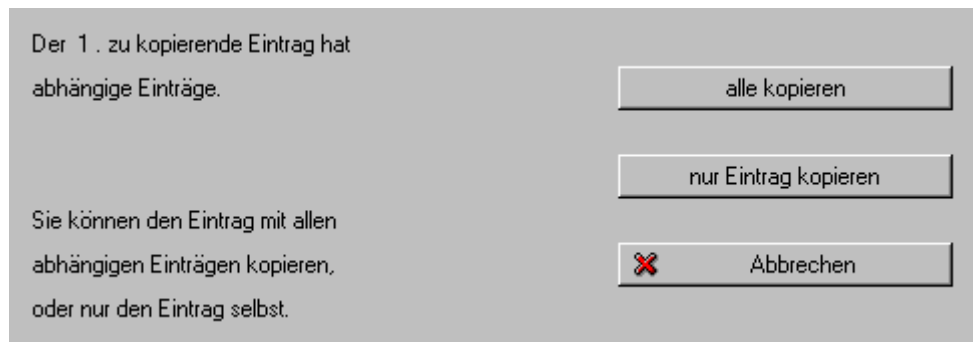 Der 1 . zu kopierende Eintrag hat
abhängige Einträge.
alle kopieren
nur Eintrag kopieren
Sie können den Eintrag mit allen
abhängigen Einträgen kopieren,
oder nur den Eintrag selbst.
Abbrechen